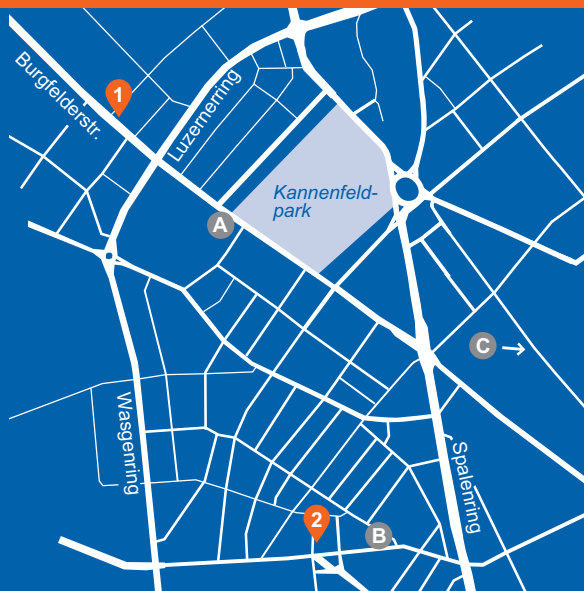 1
Burgfelderstr.
Luzernerring
Kannenfeld-
park
A
C
Wasgenring
Spalenring
2
B